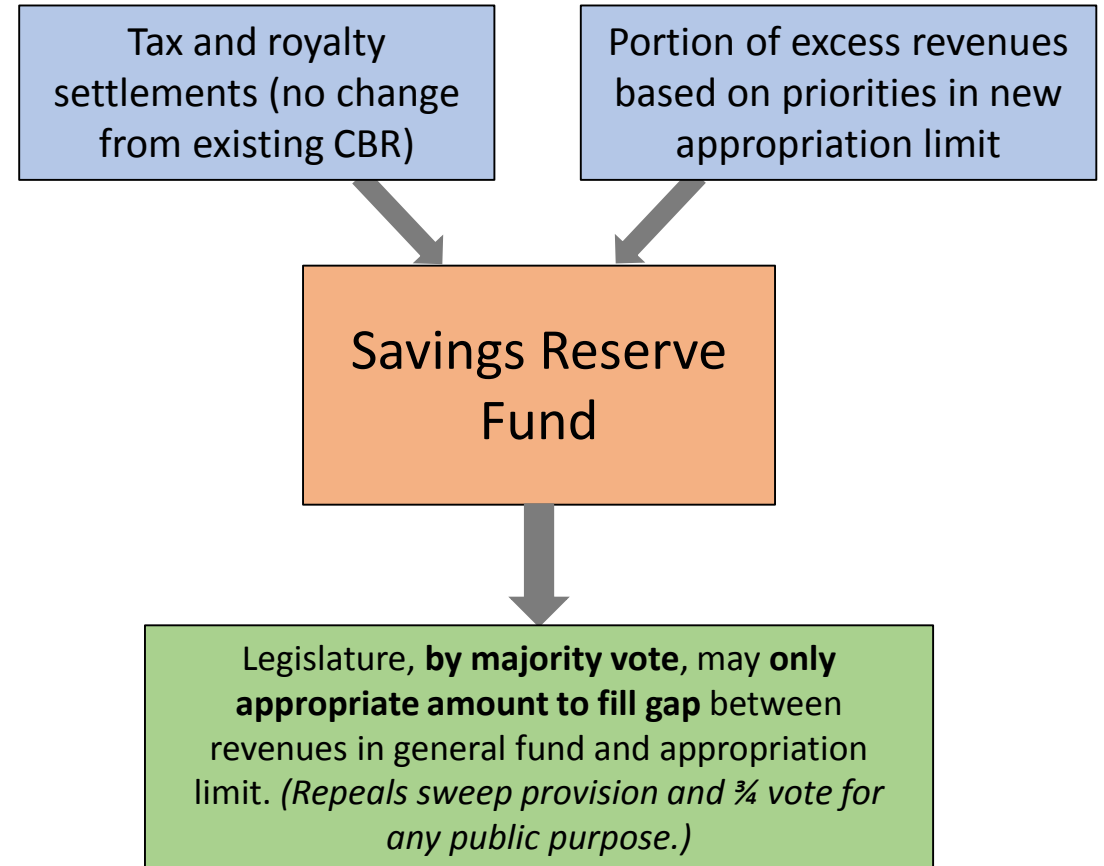 Tax and royalty
settlements (no change
from existing CBR)
Portion of excess revenues
based on priorities in new
appropriation limit
Savings Reserve
Fund
Legislature, by majority vote, may only
appropriate amount to fill gap between
revenues in general fund and appropriation
limit. (Repeals sweep provision and ¾ vote for
any public purpose.)